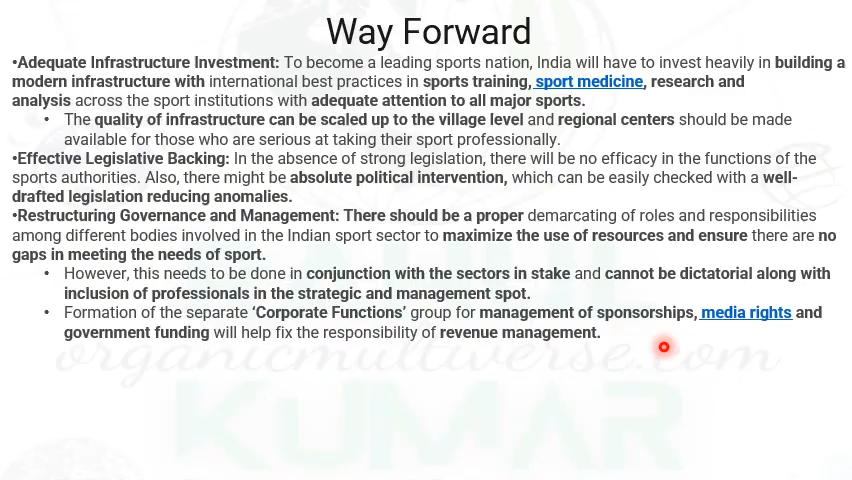 Way Forward
•Adequate Infrastructure Investment: To become a leading sports nation, India will have to invest heavily in building a
modern infrastructure with international best practices in sports training, sport medicine, research and
analysis across the sport institutions with adequate attention to all major sports.
• The quality of infrastructure can be scaled up to the village level and regional centers should be made
available for those who are serious at taking their sport professionally.
•Effective Legislative Backing: In the absence of strong legislation, there will be no efficacy in the functions of the
sports authorities. Also, there might be absolute political intervention, which can be easily checked with a well-
drafted legislation reducing anomalies.
•Restructuring Governance and Management: There should be a proper demarcating of roles and responsibilities
among different bodies involved in the Indian sport sector to maximize the use of resources and ensure there are no
gaps in meeting the needs of sport.
• However, this needs to be done in conjunction with the sectors in stake and cannot be dictatorial along with
inclusion of professionals in the strategic and management spot.
• Formation of the separate ‘Corporate Functions’ group for management of sponsorships, media rights and
government funding will help fix the responsibility of revenue management.
organicmultiverse.com
KUMAR